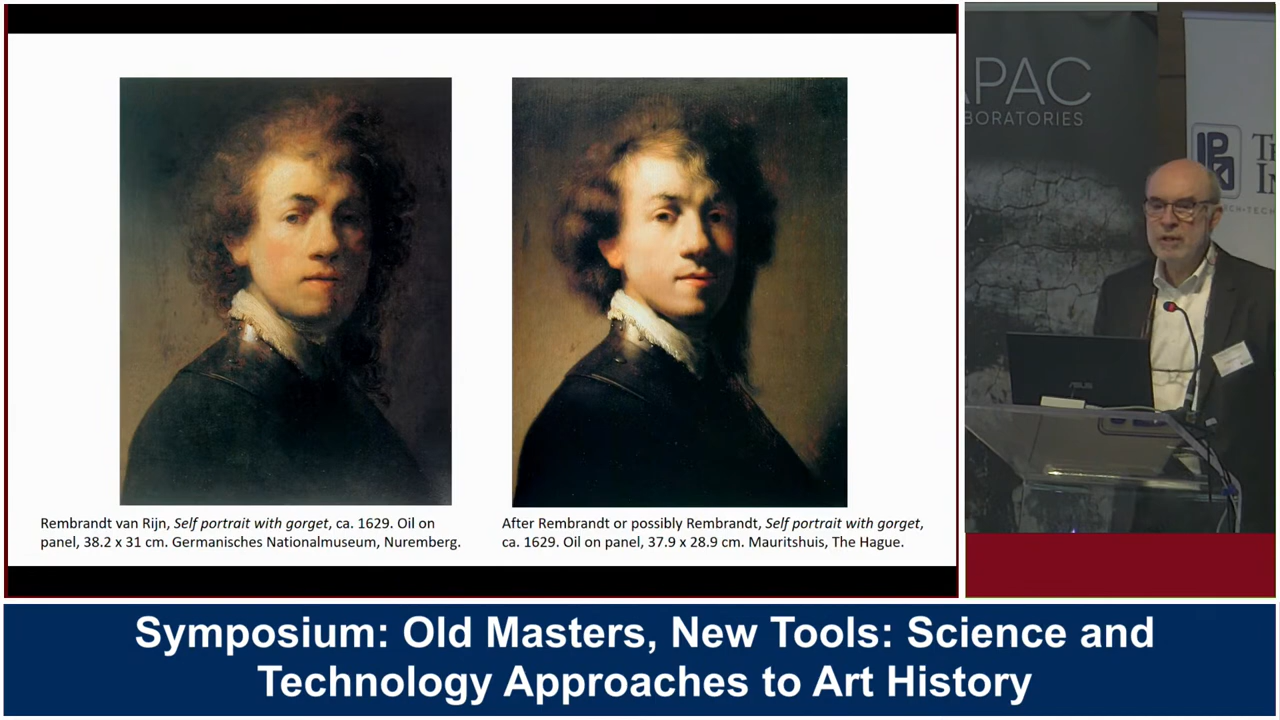 Rembrandt van Rijn, Self portrait with gorget, ca. 1629. Oil on
panel, 38.2 x 31 cm. Germanisches Nationalmuseum, Nuremberg.
After Rembrandt or possibly Rembrandt, Self portrait with gorget,
ca. 1629. Oil on panel, 37.9 x 28.9 cm. Mauritshuis, The Hague.
PAC
BORATORIES
ASUS
Symposium: Old Masters, New Tools: Science and
Technology Approaches to Art History